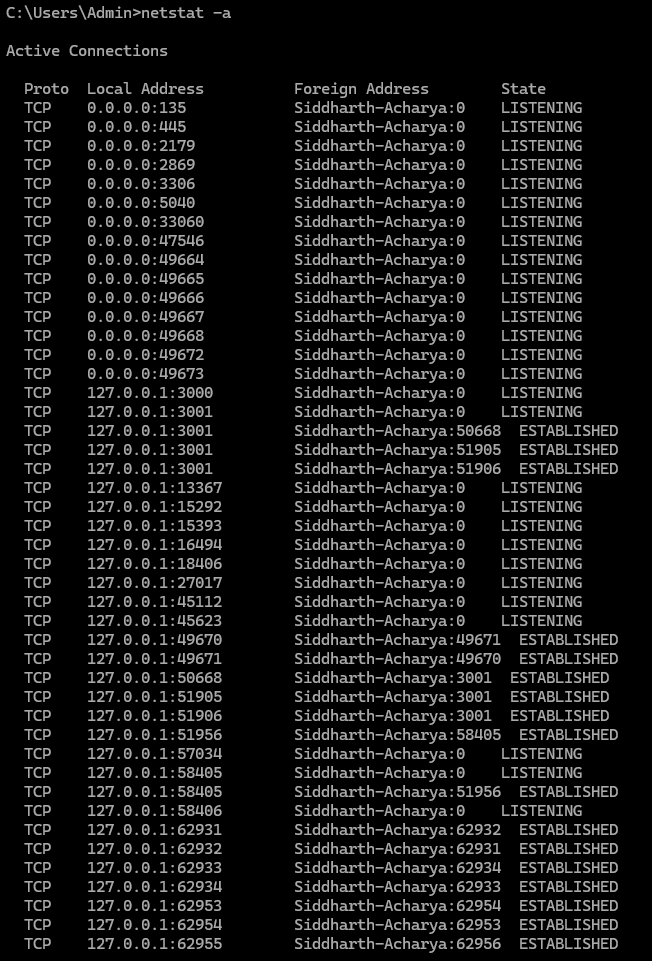 C:\Users\Admin>netstat -a
Active Connections
Proto  Local Address          Foreign Address        State
TCP    0.0.0.0:135            Siddharth-Acharya:0    LISTENING
TCP    0.0.0.0:445            Siddharth-Acharya:0    LISTENING
TCP    0.0.0.0:2179           Siddharth-Acharya:0    LISTENING
TCP    0.0.0.0:2869           Siddharth-Acharya:0    LISTENING
TCP    0.0.0.0:3306           Siddharth-Acharya:0    LISTENING
TCP    0.0.0.0:5040           Siddharth-Acharya:0    LISTENING
TCP    0.0.0.0:33060          Siddharth-Acharya:0    LISTENING
TCP    0.0.0.0:47546          Siddharth-Acharya:0    LISTENING
TCP    0.0.0.0:49664          Siddharth-Acharya:0    LISTENING
TCP    0.0.0.0:49665          Siddharth-Acharya:0    LISTENING
TCP    0.0.0.0:49666          Siddharth-Acharya:0    LISTENING
TCP    0.0.0.0:49667          Siddharth-Acharya:0    LISTENING
TCP    0.0.0.0:49668          Siddharth-Acharya:0    LISTENING
TCP    0.0.0.0:49672          Siddharth-Acharya:0    LISTENING
TCP    0.0.0.0:49673          Siddharth-Acharya:0    LISTENING
TCP    127.0.0.1:3000         Siddharth-Acharya:0    LISTENING
TCP    127.0.0.1:3001         Siddharth-Acharya:0    LISTENING
TCP    127.0.0.1:3001         Siddharth-Acharya:50668  ESTABLISHED
TCP    127.0.0.1:3001         Siddharth-Acharya:51905  ESTABLISHED
TCP    127.0.0.1:3001         Siddharth-Acharya:51906  ESTABLISHED
TCP    127.0.0.1:13367        Siddharth-Acharya:0    LISTENING
TCP    127.0.0.1:15292        Siddharth-Acharya:0    LISTENING
TCP    127.0.0.1:15393        Siddharth-Acharya:0    LISTENING
TCP    127.0.0.1:16494        Siddharth-Acharya:0    LISTENING
TCP    127.0.0.1:18406        Siddharth-Acharya:0    LISTENING
TCP    127.0.0.1:27017        Siddharth-Acharya:0    LISTENING
TCP    127.0.0.1:45112        Siddharth-Acharya:0    LISTENING
TCP    127.0.0.1:45623        Siddharth-Acharya:0    LISTENING
TCP    127.0.0.1:49670        Siddharth-Acharya:49671  ESTABLISHED
TCP    127.0.0.1:49671        Siddharth-Acharya:49670  ESTABLISHED
TCP    127.0.0.1:50668        Siddharth-Acharya:3001  ESTABLISHED
TCP    127.0.0.1:51905        Siddharth-Acharya:3001  ESTABLISHED
TCP    127.0.0.1:51906        Siddharth-Acharya:3001  ESTABLISHED
TCP    127.0.0.1:51956        Siddharth-Acharya:58405  ESTABLISHED
TCP    127.0.0.1:57034        Siddharth-Acharya:0    LISTENING
TCP    127.0.0.1:58405        Siddharth-Acharya:0    LISTENING
TCP    127.0.0.1:58405        Siddharth-Acharya:51956  ESTABLISHED
TCP    127.0.0.1:58406        Siddharth-Acharya:0    LISTENING
TCP    127.0.0.1:62931        Siddharth-Acharya:62932  ESTABLISHED
TCP    127.0.0.1:62932        Siddharth-Acharya:62931  ESTABLISHED
TCP    127.0.0.1:62933        Siddharth-Acharya:62934  ESTABLISHED
TCP    127.0.0.1:62934        Siddharth-Acharya:62933  ESTABLISHED
TCP    127.0.0.1:62953        Siddharth-Acharya:62954  ESTABLISHED
TCP    127.0.0.1:62954        Siddharth-Acharya:62953  ESTABLISHED
TCP    127.0.0.1:62955        Siddharth-Acharya:62956  ESTABLISHED